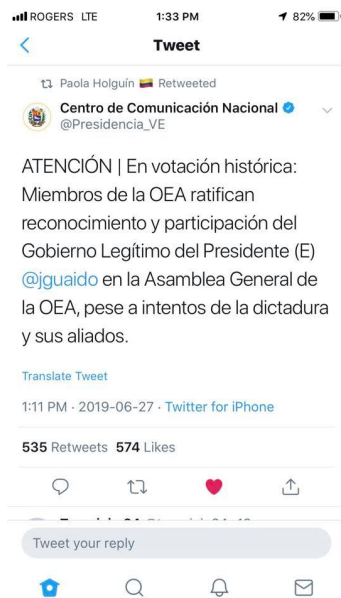 ROGERS LTE 1:33 PM 82%
Tweet
Paola Holguín Retweeted
Centro de Comunicación Nacional
@Presidencia_VE
ATENCIÓN | En votación histórica:
Miembros de la OEA ratifican
reconocimiento y participación del
Gobierno Legítimo del Presidente (E)
@jguaido en la Asamblea General de
la OEA, pese a intentos de la dictadura
y sus aliados.
Translate Tweet
1:11 PM · 2019-06-27 · Twitter for iPhone
535 Retweets 574 Likes
Tweet your reply